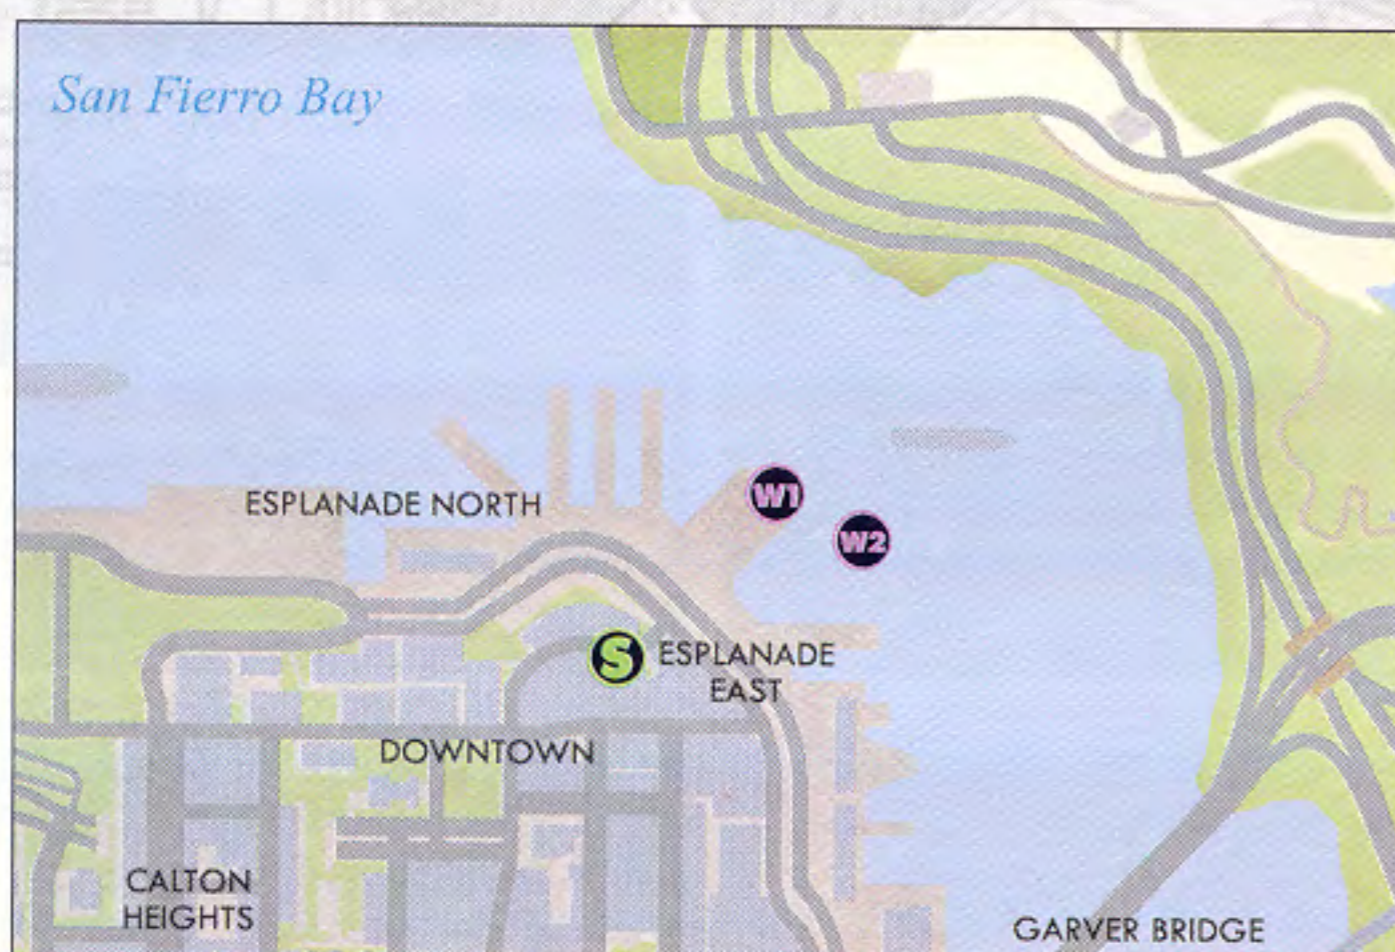 San Fierro Bay
ESPLANADE NORTH
W1
W2
S
ESPLANADE
EAST
DOWNTOWN
CALTON
HEIGHTS
GARVER BRIDGE